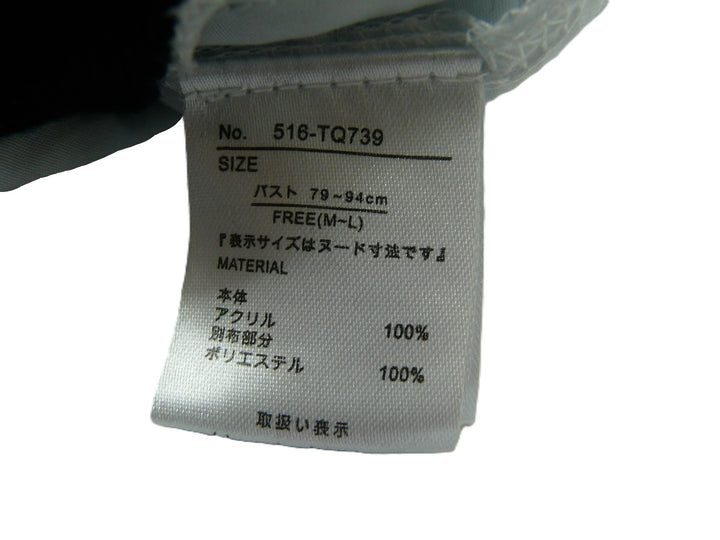 No. 516-TQ739
SIZE
バスト 79~94cm
FREE(M~L)
『表示サイズはヌード寸法です』
MATERIAL
本体
アクリル 100%
別布部分
ポリエステル 100%
取扱い表示